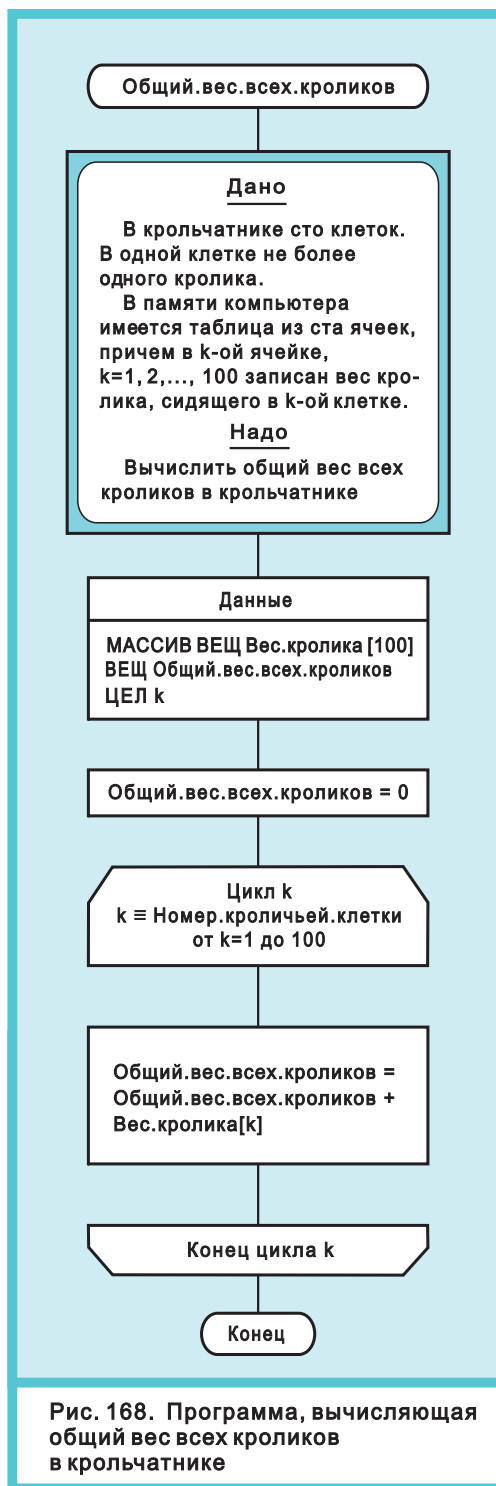 Общий.вес.всех.кроликов
Дано
В крольчатнике сто клеток.
В одной клетке не более
одного кролика.
В памяти компьютера
имеется таблица из ста ячеек,
причем в k-ой ячейке,
k=1, 2,..., 100 записан вес кро-
лика, сидящего в k-ой клетке.
Надо
Вычислить общий вес всех
кроликов в крольчатнике
Данные
МАССИВ ВЕЩ Вес.кролика [100]
ВЕЩ Общий.вес.всех.кроликов
ЦЕЛ k
Общий.вес.всех.кроликов = 0
Цикл k
k ≡ Номер.кроличьей.клетки
от k=1 до 100
Общий.вес.всех.кроликов =
Общий.вес.всех.кроликов +
Вес.кролика[k]
Конец цикла k
Конец
Рис. 168. Программа, вычисляющая
общий вес всех кроликов
в крольчатнике